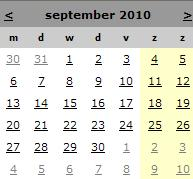 < september 2010 >
m d w d v z z
30 31 1 2 3 4 5
6 7 8 9 10 11 12
13 14 15 16 17 18 19
20 21 22 23 24 25 26
27 28 29 30 1 2 3
4 5 6 7 8 9 10